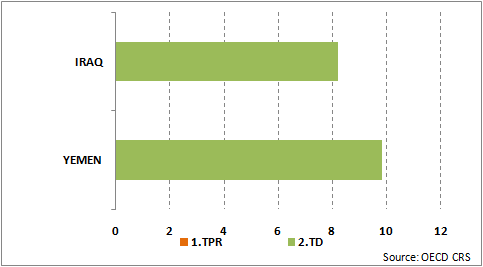 IRAQ
YEMEN
0 2 4 6 8 10 12
1.TPR 2.TD
Source: OECD CRS